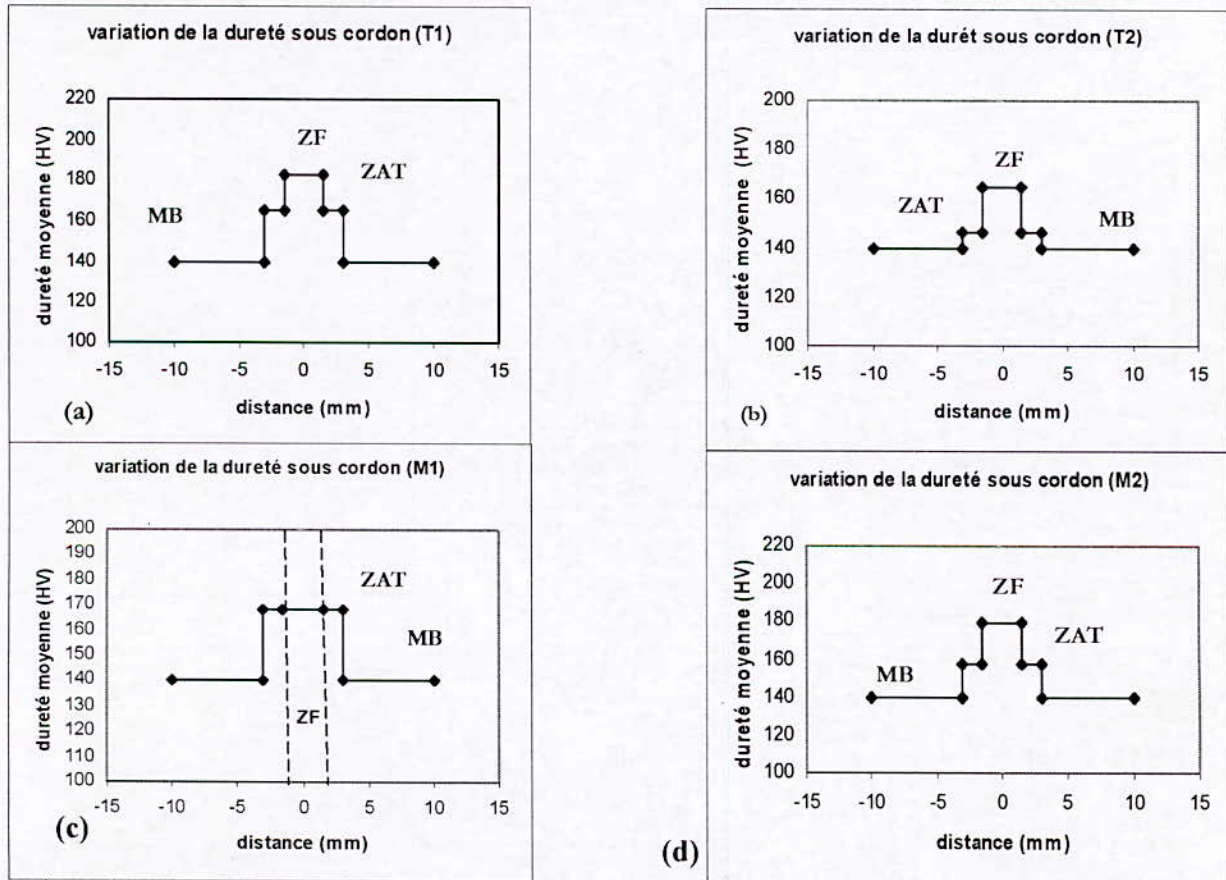 variation de la dureté sous cordon (T1)
dureté moyenne (HV)
220
200
180
160
140
120
100
MB
ZF
ZAT
-15 -10 -5 0 5 10 15
distance (mm)
(a)
variation de la durét sous cordon (T2)
dureté moyenne (HV)
200
180
160
140
120
100
ZAT
ZF
MB
-15 -10 -5 0 5 10 15
distance (mm)
(b)
variation de la dureté sous cordon (M1)
dureté moyenne (HV)
200
190
180
170
160
150
140
130
120
110
100
ZAT
MB
ZF
-15 -10 -5 0 5 10 15
distance (mm)
(c)
variation de la dureté sous cordon (M2)
dureté moyenne (HV)
220
200
180
160
140
120
100
MB
ZF
ZAT
-15 -10 -5 0 5 10 15
distance (mm)
(d)